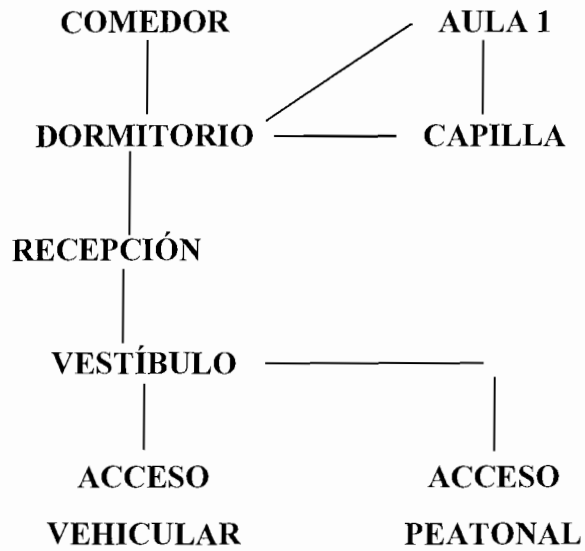 COMEDOR
AULA 1
DORMITORIO
CAPILLA
RECEPCIÓN
VESTÍBULO
ACCESO
VEHICULAR
ACCESO
PEATONAL